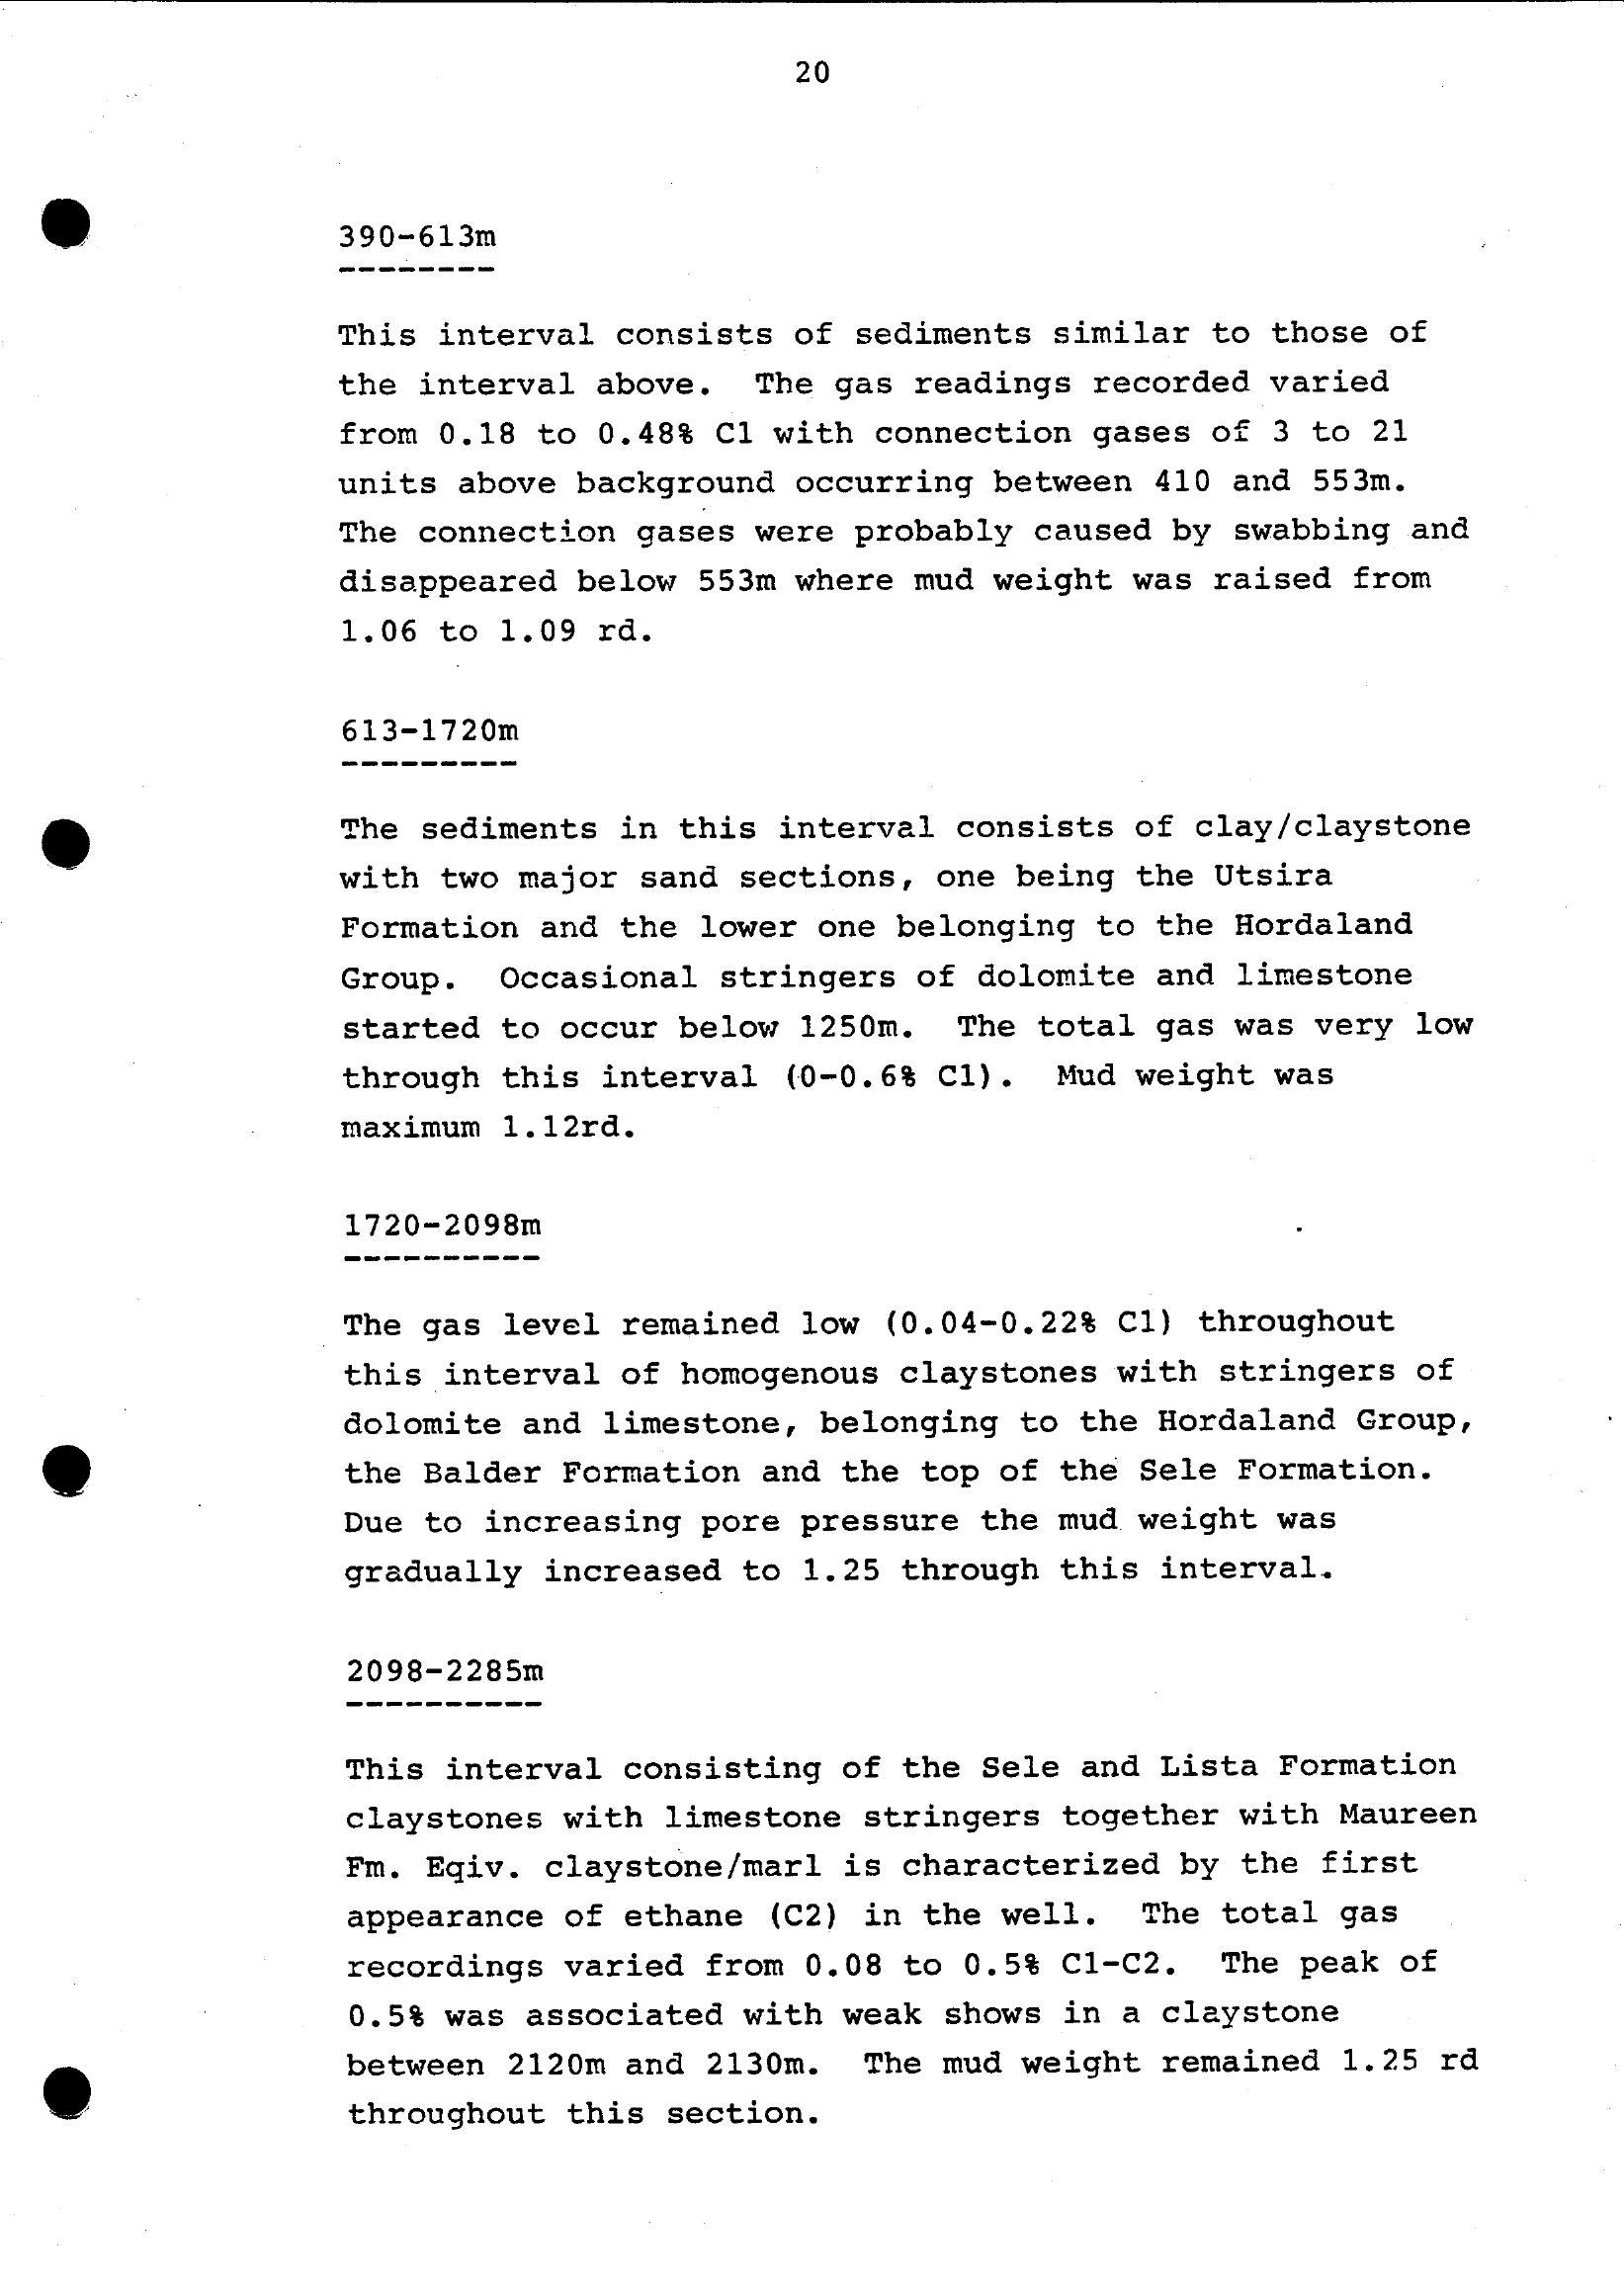 20
390-613m
--------
This interval consists of sediments similar to those of
the interval above.  The gas readings recorded varied
from 0.18 to 0.48% C1 with connection gases of 3 to 21
units above background occurring between 410 and 553m.
The connection gases were probably caused by swabbing and
disappeared below 553m where mud weight was raised from
1.06 to 1.09 rd.
613-1720m
---------
The sediments in this interval consists of clay/claystone
with two major sand sections, one being the Utsira
Formation and the lower one belonging to the Hordaland
Group.  Occasional stringers of dolomite and limestone
started to occur below 1250m.  The total gas was very low
through this interval (0-0.6% C1).  Mud weight was
maximum 1.12rd.
1720-2098m
----------
The gas level remained low (0.04-0.22% C1) throughout
this interval of homogenous claystones with stringers of
dolomite and limestone, belonging to the Hordaland Group,
the Balder Formation and the top of the Sele Formation.
Due to increasing pore pressure the mud weight was
gradually increased to 1.25 through this interval.
2098-2285m
----------
This interval consisting of the Sele and Lista Formation
claystones with limestone stringers together with Maureen
Fm. Eqiv. claystone/marl is characterized by the first
appearance of ethane (C2) in the well.  The total gas
recordings varied from 0.08 to 0.5% C1-C2.  The peak of
0.5% was associated with weak shows in a claystone
between 2120m and 2130m.  The mud weight remained 1.25 rd
throughout this section.